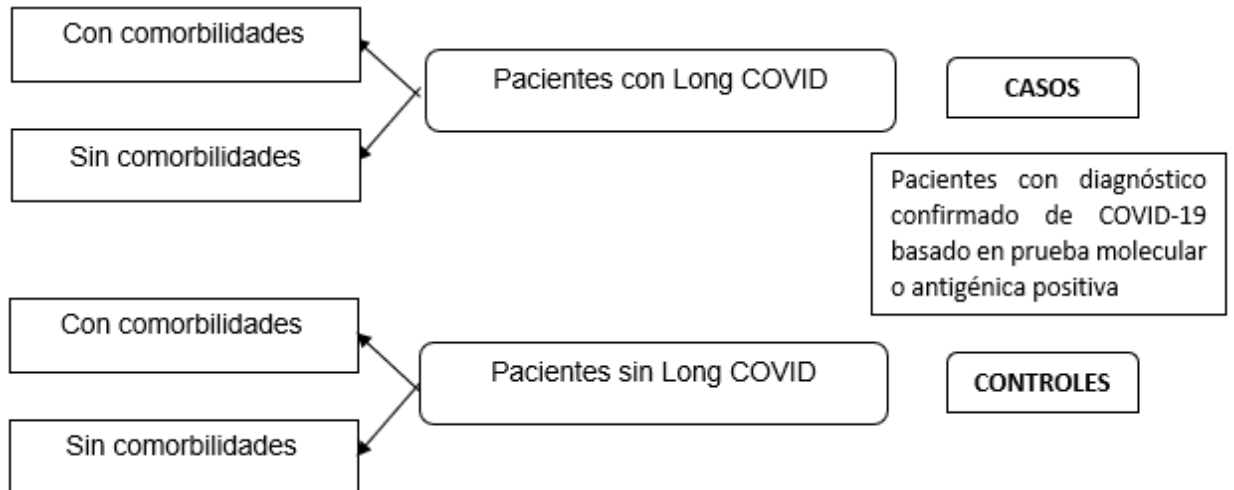 Con comorbilidades
Pacientes con Long COVID
CASOS
Sin comorbilidades
Pacientes con diagnóstico
confirmado de COVID-19
basado en prueba molecular
o antigénica positiva
Con comorbilidades
Pacientes sin Long COVID
CONTROLES
Sin comorbilidades